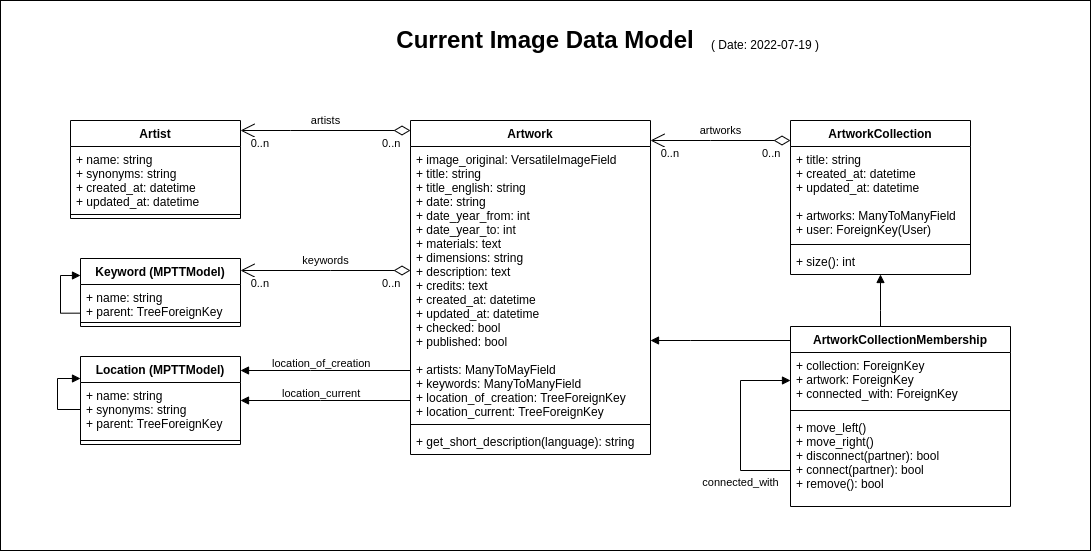 Current Image Data Model ( Date: 2022-07-19 )
Artist
+ name: string
+ synonyms: string
+ created_at: datetime
+ updated_at: datetime
artists
0..n
0..n
Keyword (MPTTModel)
+ name: string
+ parent: TreeForeignKey
keywords
0..n
0..n
Location (MPTTModel)
+ name: string
+ synonyms: string
+ parent: TreeForeignKey
location_of_creation
location_current
Artwork
+ image_original: VersatileImageField
+ title: string
+ title_english: string
+ date: string
+ date_year_from: int
+ date_year_to: int
+ materials: text
+ dimensions: string
+ description: text
+ credits: text
+ created_at: datetime
+ updated_at: datetime
+ checked: bool
+ published: bool
+ artists: ManyToMayField
+ keywords: ManyToManyField
+ location_of_creation: TreeForeignKey
+ location_current: TreeForeignKey
+ get_short_description(language): string
artworks
0..n
0..n
ArtworkCollection
+ title: string
+ created_at: datetime
+ updated_at: datetime
+ artworks: ManyToManyField
+ user: ForeignKey(User)
+ size(): int
ArtworkCollectionMembership
+ collection: ForeignKey
+ artwork: ForeignKey
+ connected_with: ForeignKey
+ move_left()
+ move_right()
+ disconnect(partner): bool
+ connect(partner): bool
+ remove(): bool
connected_with